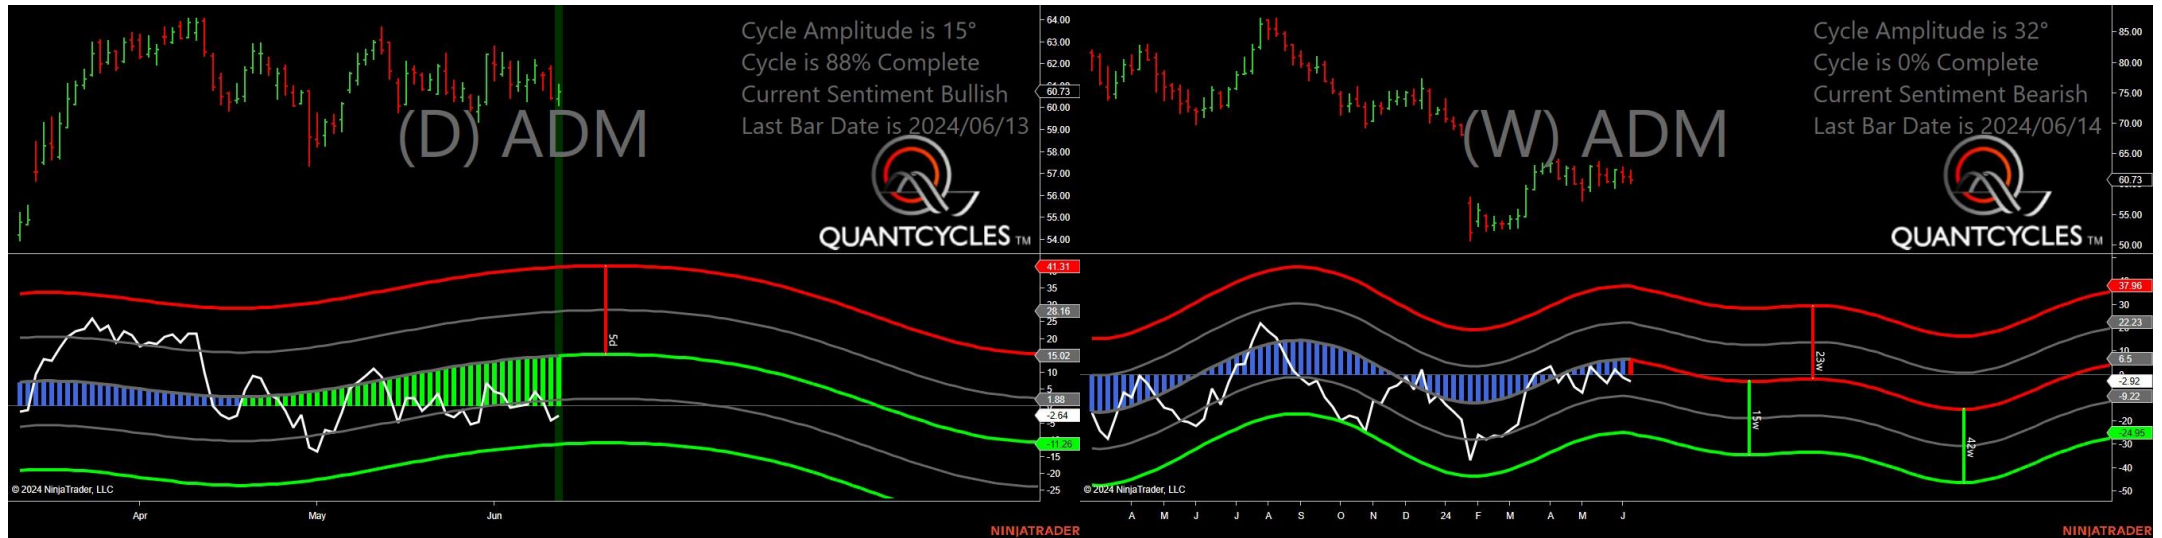 Cycle Amplitude is 15°
Cycle is 88% Complete
Current Sentiment Bullish
Last Bar Date is 2024/06/13
(D) ADM
QUANTCYCLES TM
64.00
63.00
62.00
60.73
60.00
59.00
58.00
57.00
56.00
55.00
54.00
41.31
35
28.16
25
20
15.02
10
5
1.88
-2.64
-5
-11.26
-15
-20
-25
5d
© 2024 NinjaTrader, LLC
Apr May Jun
NINJATRADER
Cycle Amplitude is 32°
Cycle is 0% Complete
Current Sentiment Bearish
Last Bar Date is 2024/06/14
(W) ADM
QUANTCYCLES TM
85.00
80.00
75.00
70.00
65.00
60.73
55.00
50.00
37.96
30
22.23
10
6.5
-2.92
-9.22
-20
-24.95
-30
-40
-50
23w
15w
42w
© 2024 NinjaTrader, LLC
A M J J A S O N D 24 F M A M J
NINJATRADER